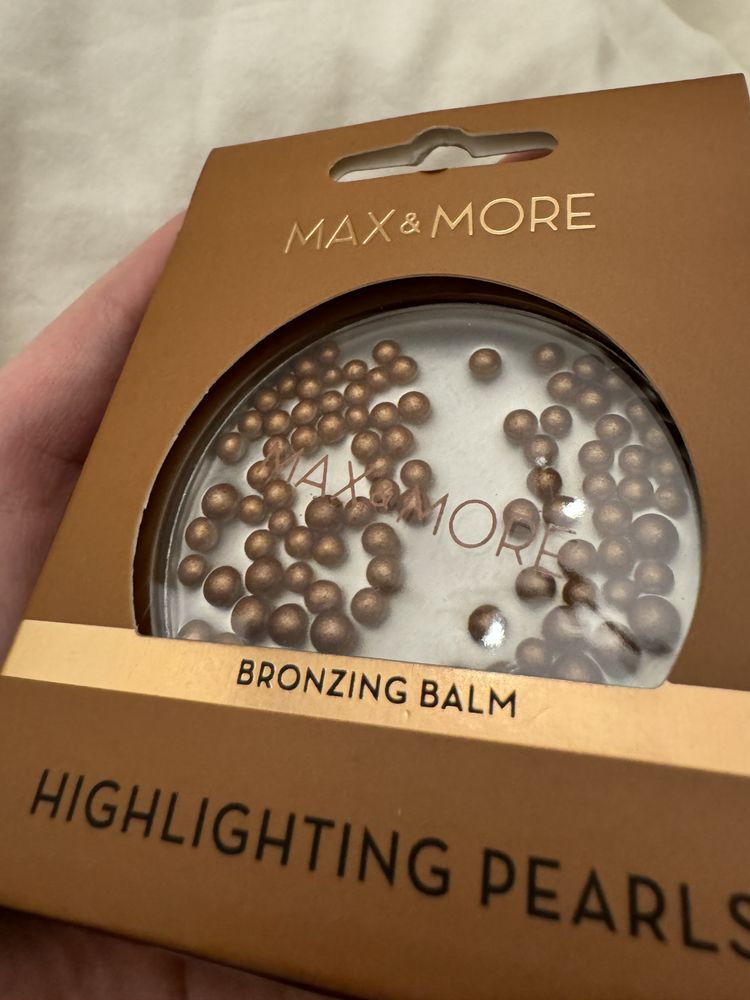 MAX & MORE
MAX & MORE
BRONZING BALM
HIGHLIGHTING PEARLS